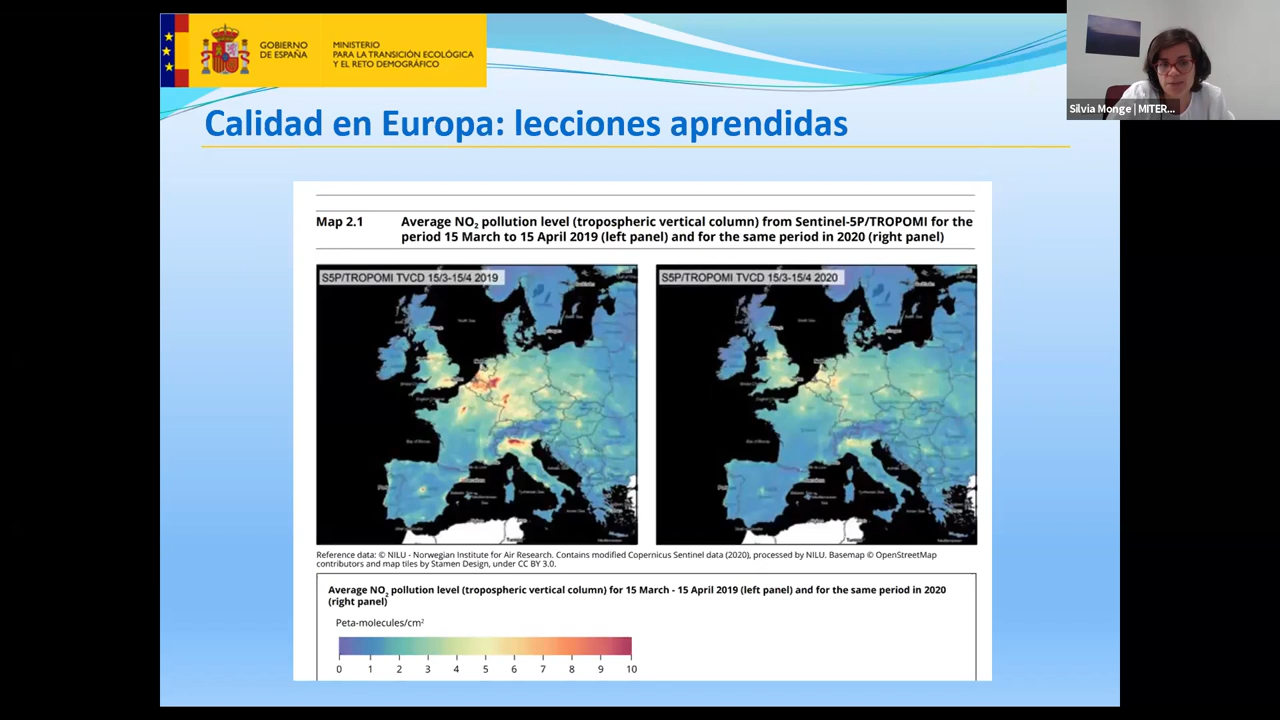 GOBIERNO
DE ESPAÑA
MINISTERIO
PARA LA TRANSICIÓN ECOLÓGICA
Y EL RETO DEMOGRÁFICO
Silvia Monge | MITER...
Calidad en Europa: lecciones aprendidas
Map 2.1
Average NO2 pollution level (tropospheric vertical column) from Sentinel-5P/TROPOMI for the
period 15 March to 15 April 2019 (left panel) and for the same period in 2020 (right panel)
S5P/TROPOMI TVCD 15/3-15/4 2019
S5P/TROPOMI TVCD 15/3-15/4 2020
Reference data: © NILU - Norwegian Institute for Air Research. Contains modified Copernicus Sentinel data (2020), processed by NILU. Basemap © OpenStreetMap
contributors and map tiles by Stamen Design, under CC BY 3.0.
Average NO2 pollution level (tropospheric vertical column) for 15 March - 15 April 2019 (left panel) and for the same period in 2020
(right panel)
Peta-molecules/cm²
0 1 2 3 4 5 6 7 8 9 10